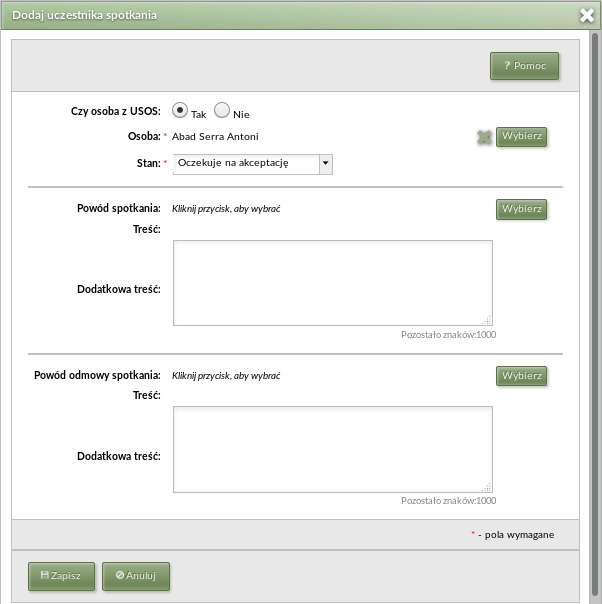 Dodaj uczestnika spotkania
? Pomoc
Czy osoba z USOS: Tak Nie
Osoba: * Abad Serra Antoni Wybierz
Stan: * Oczekuje na akceptację
Powód spotkania: Kliknij przycisk, aby wybrać Wybierz
Treść:
Dodatkowa treść:
Pozostało znaków:1000
Powód odmowy spotkania: Kliknij przycisk, aby wybrać Wybierz
Treść:
Dodatkowa treść:
Pozostało znaków:1000
* - pola wymagane
Zapisz Anuluj